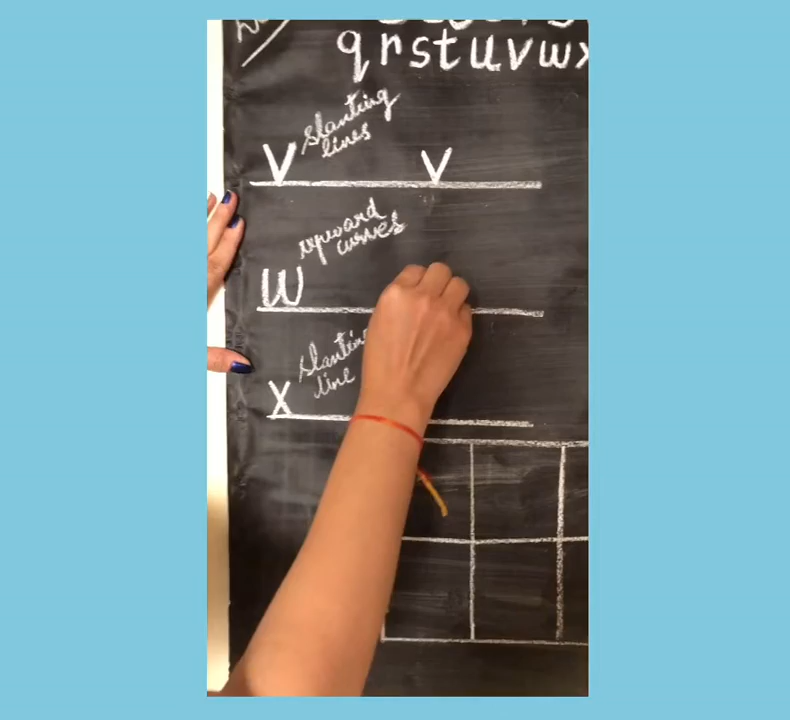 qrstuvwx
slanting
lines
V V
upward
curves
W
slanting
line
X